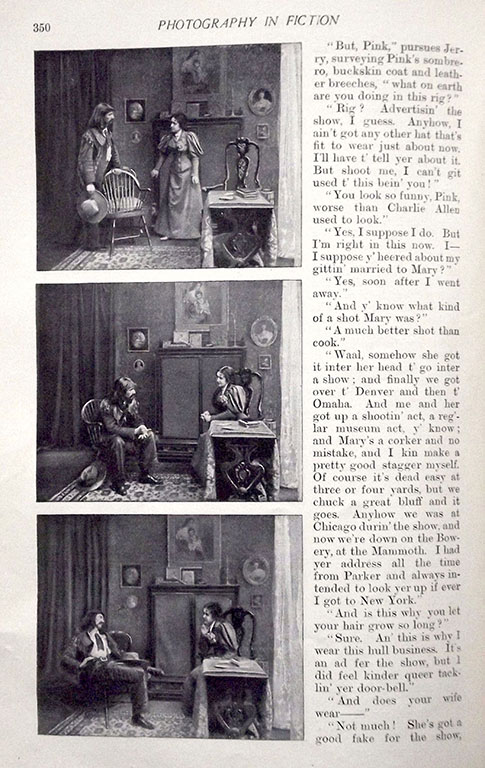 350
PHOTOGRAPHY IN FICTION
"But, Pink," pursues Jer-
ry, surveying Pink's sombre-
ro, buckskin coat and leath-
er breeches, "what on earth
are you doing in this rig?"
"Rig? Advertisin' the
show, I guess. Anyhow, I
ain't got any other hat that's
fit to wear just about now.
I'll have t' tell yer about it.
But shoot me, I can't git
used t' this bein' you!"
"You look so funny, Pink,
worse than Charlie Allen
used to look."
"Yes, I suppose I do. But
I'm right in this now. I—
I suppose y' heered about my
gittin' married to Mary?"
"Yes, soon after I went
away."
"And y' know what kind
of a shot Mary was?"
"A much better shot than
cook."
"Waal, somehow she got
it inter her head t' go inter
a show; and finally we got
over t' Denver and then t'
Omaha. And me and her
got up a shootin' act, a reg'-
lar museum act, y' know;
and Mary's a corker and no
mistake, and I kin make a
pretty good stagger myself.
Of course it's dead easy at
three or four yards, but we
chuck a great bluff and it
goes. Anyhow we was at
Chicago durin' the show, and
now we're down on the Bow-
ery, at the Mammoth. I had
yer address all the time
from Parker and always in-
tended to look yer up if ever
I got to New York."
"And is this why you let
your hair grow so long?"
"Sure. An' this is why I
wear this hull business. It's
an ad fer the show, but I
did feel kinder queer tack-
lin' yer door-bell."
"And does your wife
wear——"
"Not much! She's got a
good fake for the show,